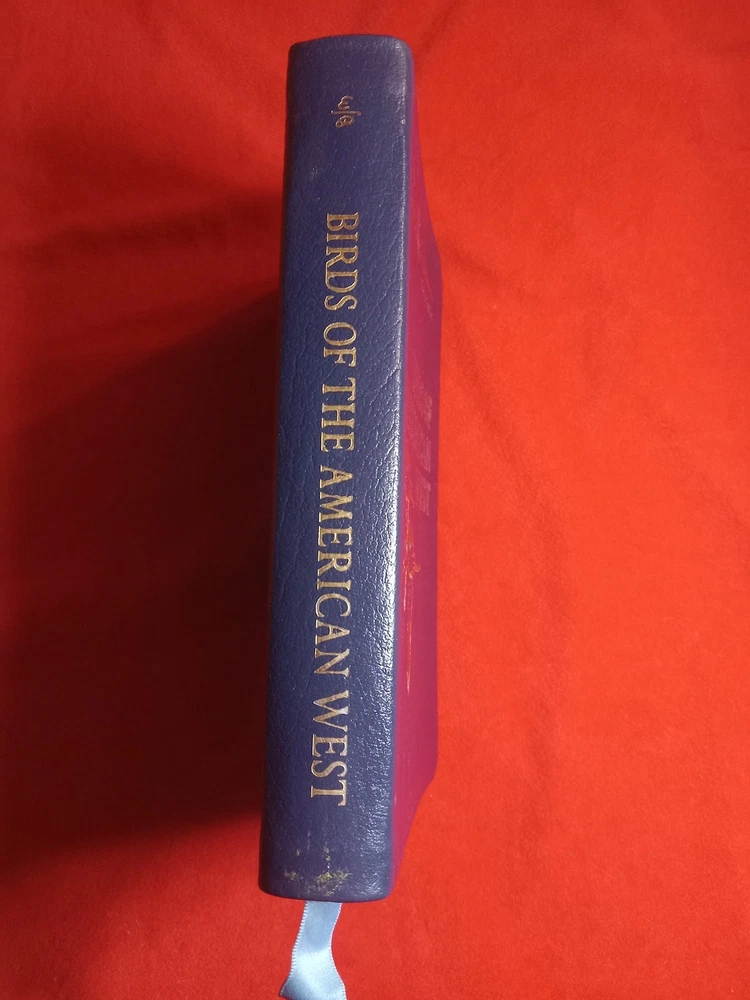 BIRDS OF THE AMERICAN WEST